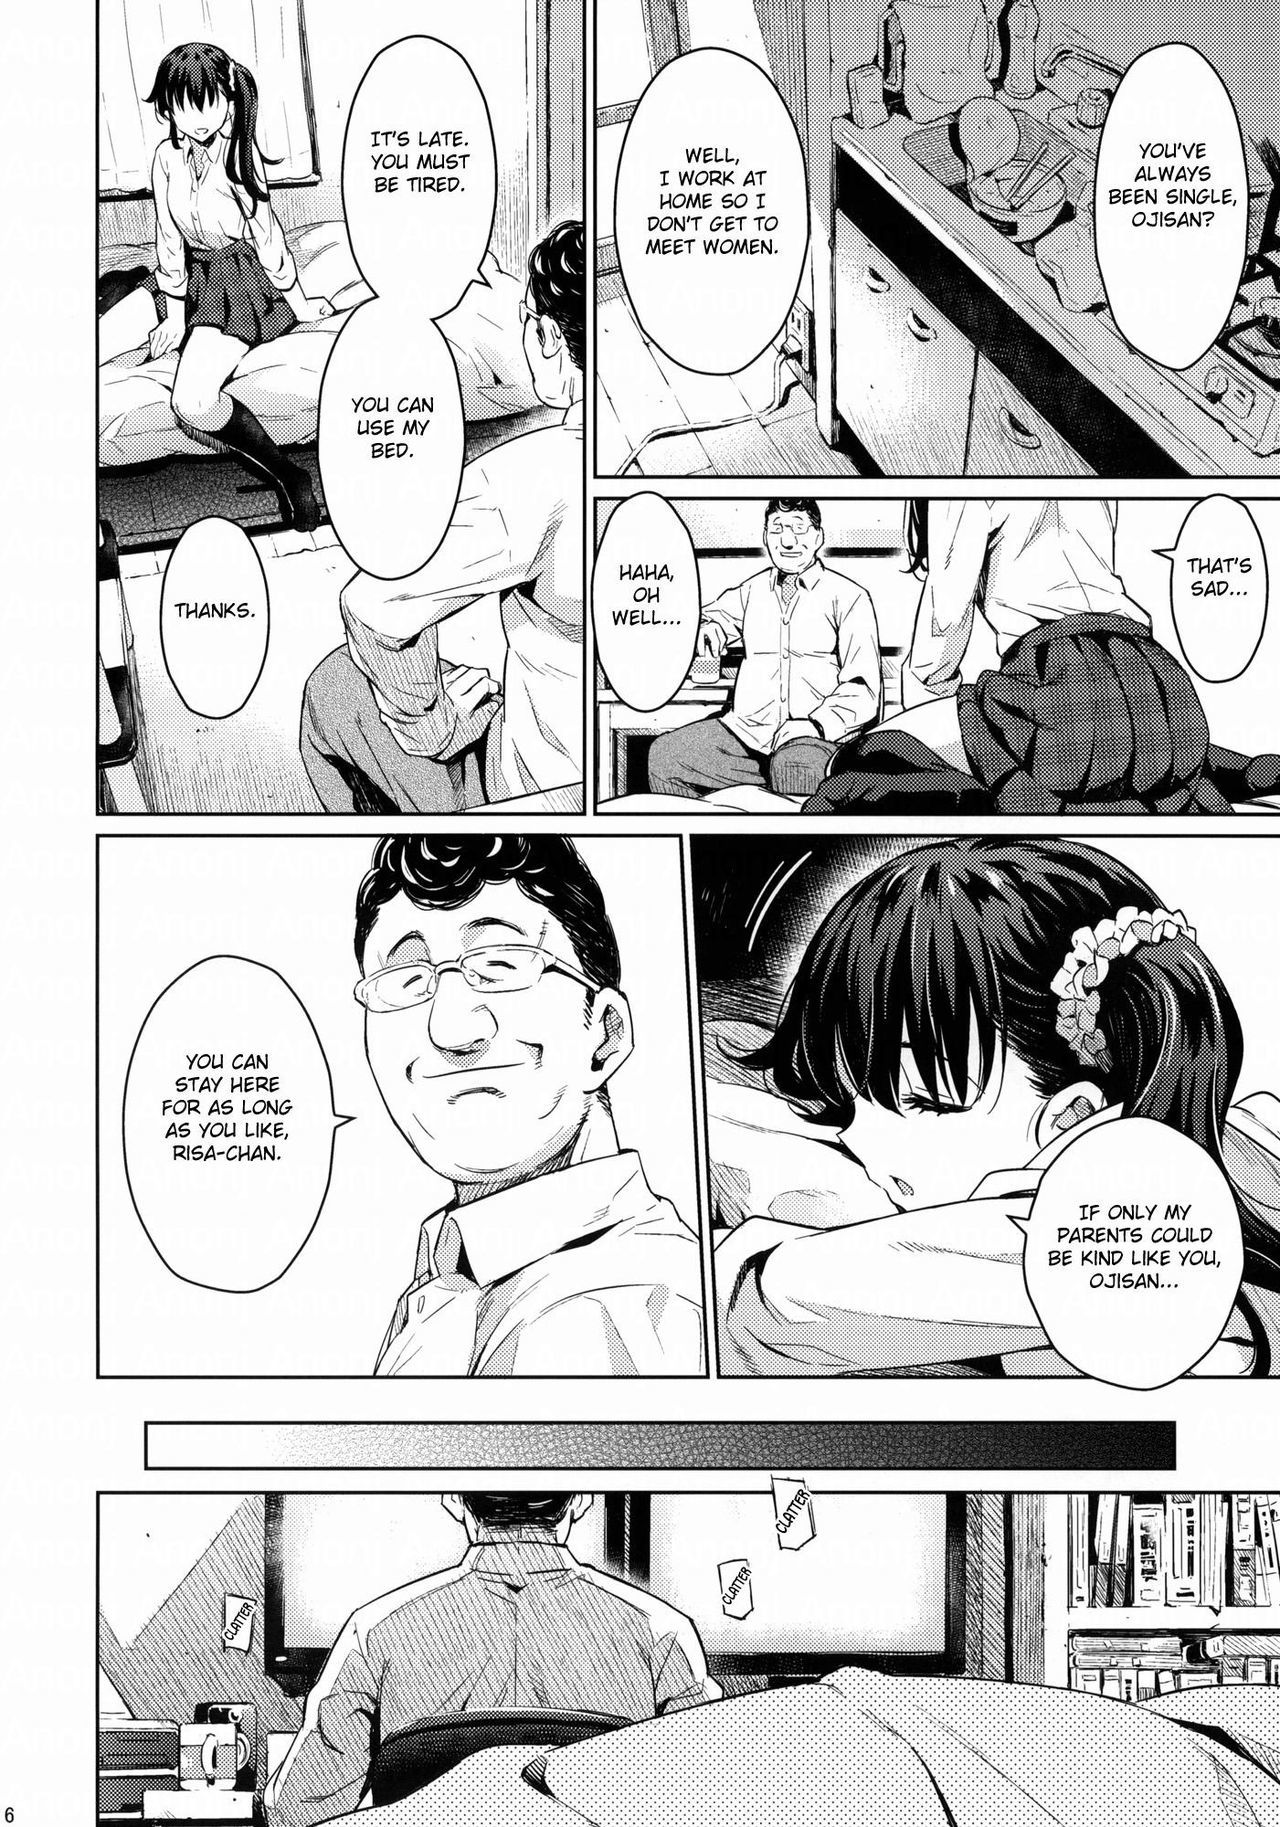 YOU'VE
ALWAYS
BEEN SINGLE,
OJISAN?
WELL,
I WORK AT
HOME SO I
DON'T GET TO
MEET WOMEN.
THAT'S
SAD...
HAHA,
OH
WELL...
IT'S LATE.
YOU MUST
BE TIRED.
YOU CAN
USE MY
BED.
THANKS.
IF ONLY MY
PARENTS COULD
BE KIND LIKE YOU,
OJISAN...
YOU CAN
STAY HERE
FOR AS LONG
AS YOU LIKE,
RISA-CHAN.
CLATTER
CLATTER
CLATTER
6